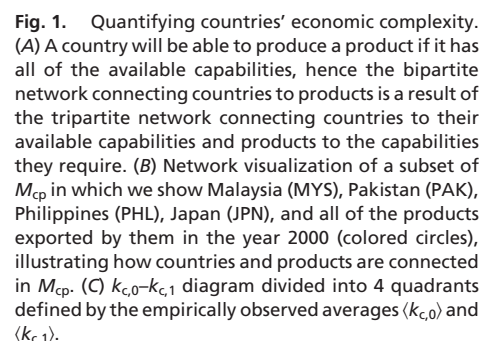 Fig. 1. Quantifying countries' economic complexity.
(A) A country will be able to produce a product if it has
all of the available capabilities, hence the bipartite
network connecting countries to products is a result of
the tripartite network connecting countries to their
available capabilities and products to the capabilities
they require. (B) Network visualization of a subset of
Mcp in which we show Malaysia (MYS), Pakistan (PAK),
Philippines (PHL), Japan (JPN), and all of the products
exported by them in the year 2000 (colored circles),
illustrating how countries and products are connected
in Mcp. (C) kc,0–kc,1 diagram divided into 4 quadrants
defined by the empirically observed averages ⟨kc,0⟩ and
⟨kc,1⟩.